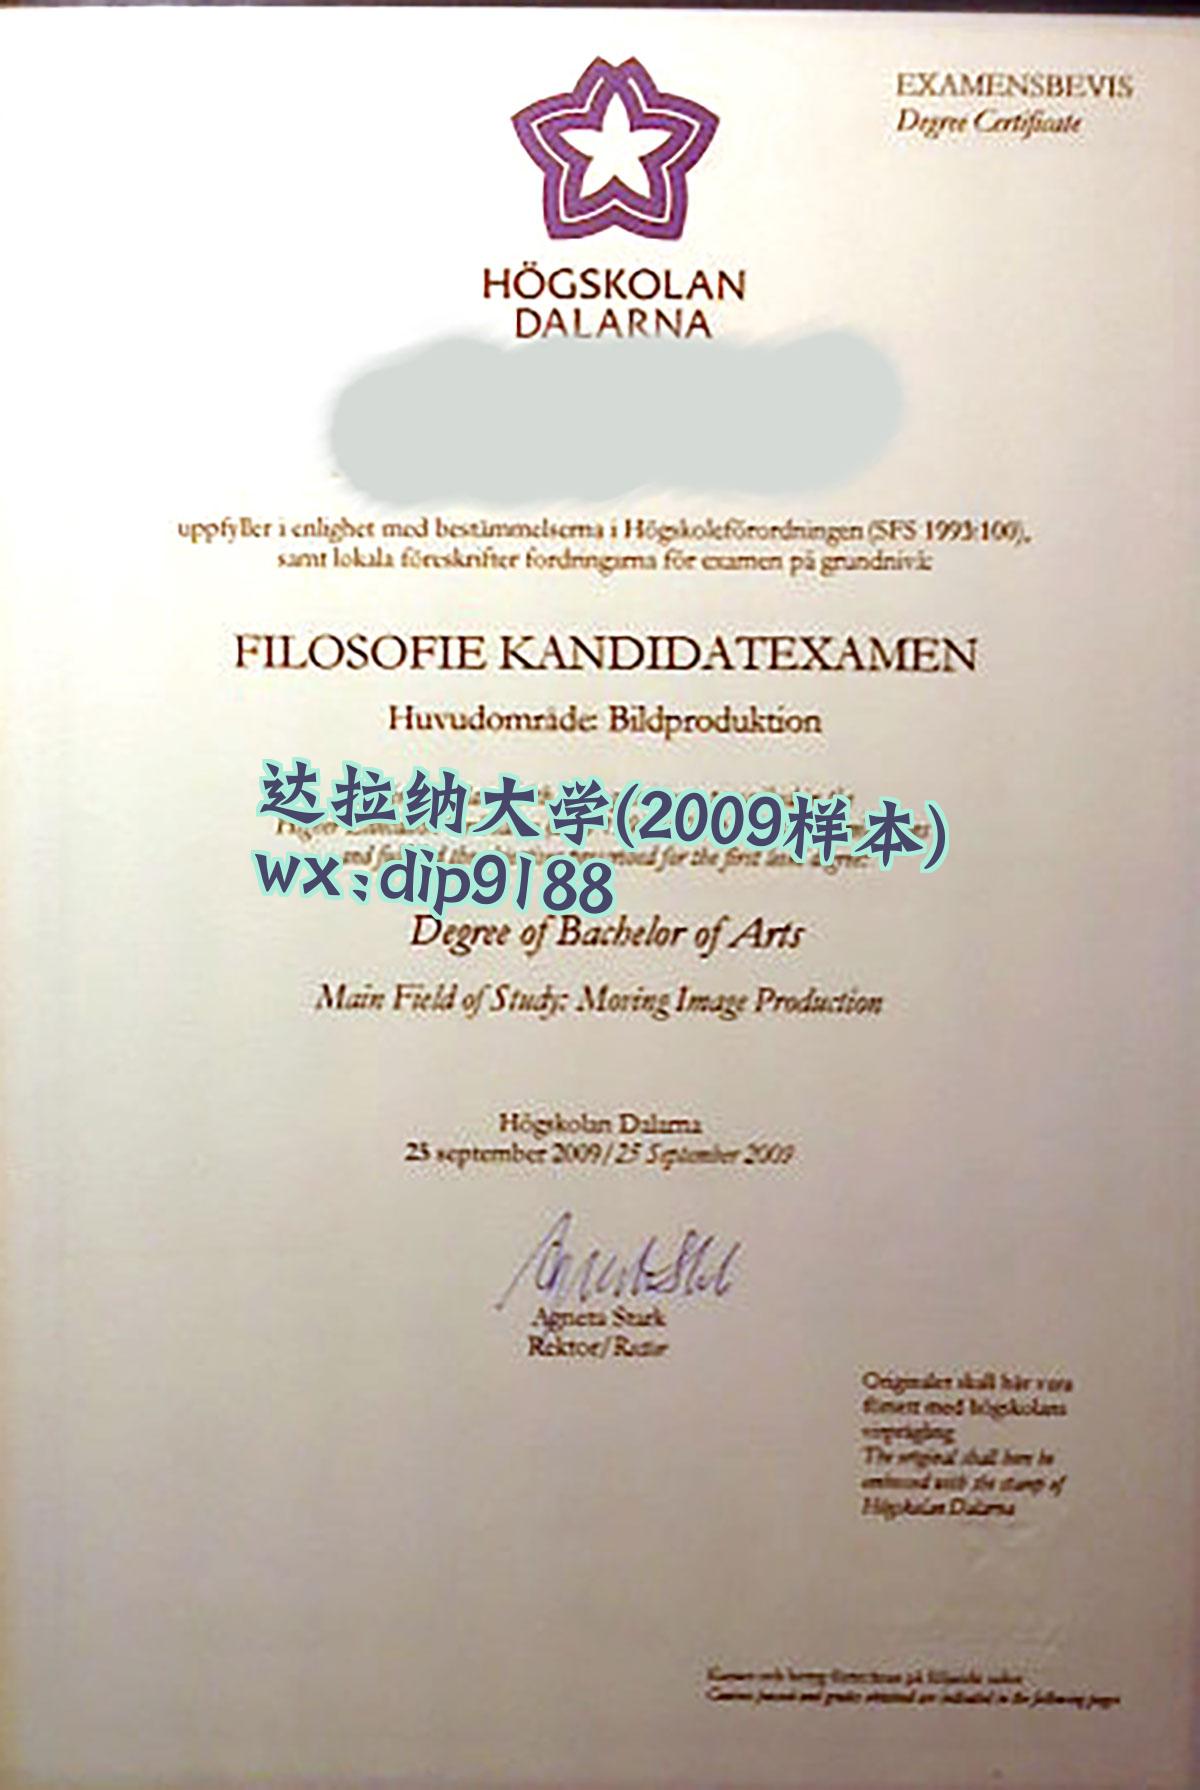 EXAMENSBEVIS
Degree Certificate
HÖGSKOLAN
DALARNA
uppfyller i enlighet med bestämmelserna i Högskoleförordningen (SFS 1993:100),
samt lokala föreskrifter fordringarna för examen på grundnivå:
FILOSOFIE KANDIDATEXAMEN
Huvudområde: Bildproduktion
达拉纳大学(2009样本)
for the first
wx:dip9188
Degree of Bachelor of Arts
Main Field of Study: Moving Image Production
Högskolan Dalarna
25 september 2009/25 September 2009
Agneta Stark
Rektor/Rector
Originalet skall här vara
försett med högskolans
prägling
The original shall here be
embossed with the stamp of
Högskolan Dalarna